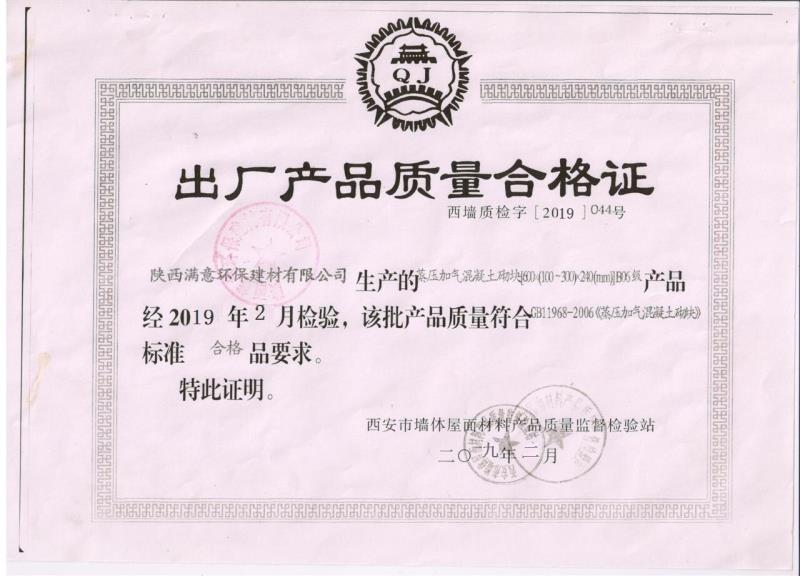 QJ
出厂产品质量合格证
西墙质检字［2019］044号
陕西满意环保建材有限公司生产的蒸压加气混凝土砌块[600×(100~300)×240(mm)]B06级产品
经2019年2月检验，该批产品质量符合GB11968-2006《蒸压加气混凝土砌块》
标准 合格 品要求。
特此证明。
西安市墙体屋面材料产品质量监督检验站
二〇一九年二月